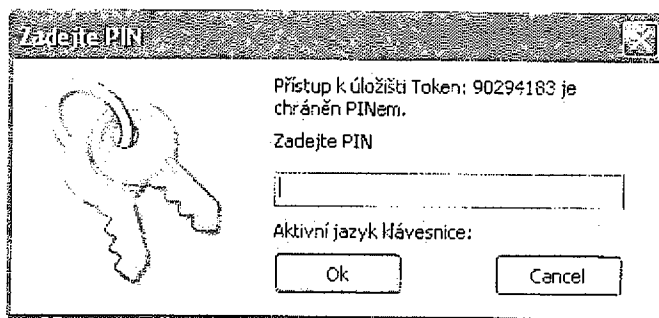 Zadejte PIN
Přístup k úložišti Token: 90294183 je
chráněn PINem.
Zadejte PIN
Aktivní jazyk klávesnice:
Ok
Cancel